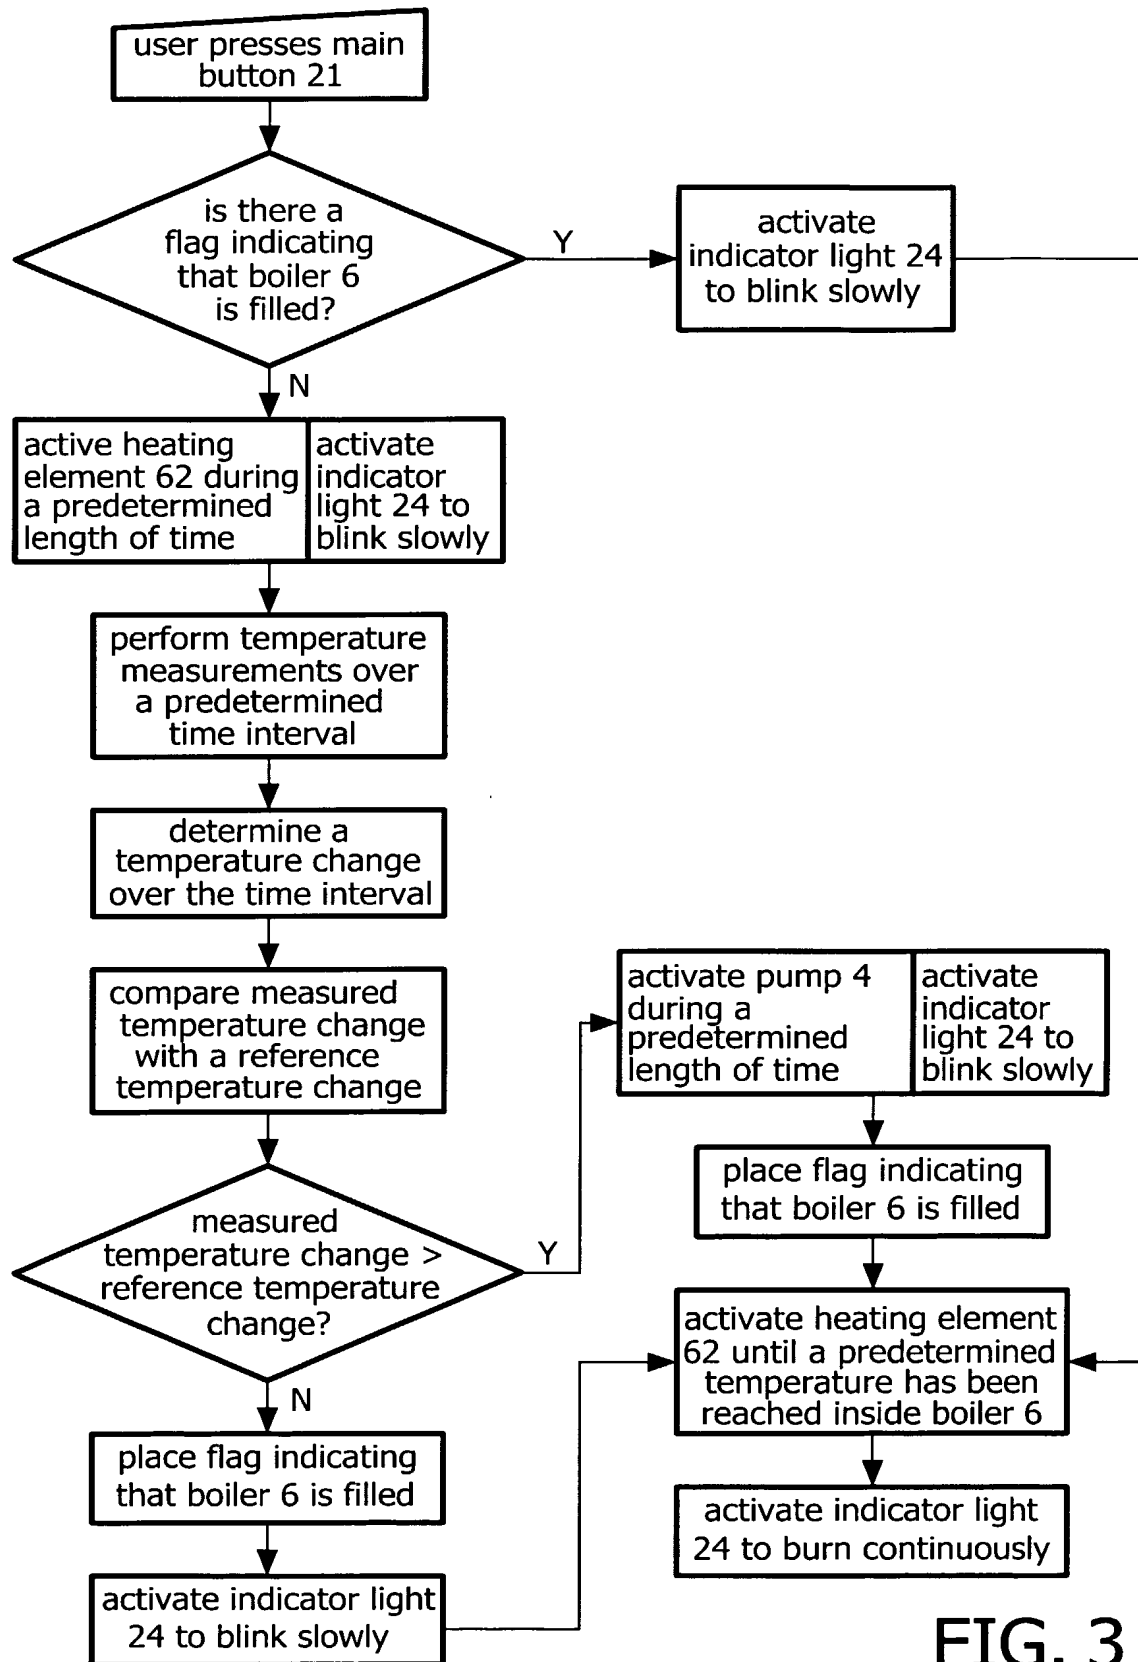 user presses main
button 21
is there a
flag indicating
that boiler 6
is filled?
Y
activate
indicator light 24
to blink slowly
N
active heating
element 62 during
a predetermined
length of time
activate
indicator
light 24 to
blink slowly
perform temperature
measurements over
a predetermined
time interval
determine a
temperature change
over the time interval
compare measured
temperature change
with a reference
temperature change
measured
temperature change >
reference temperature
change?
Y
activate pump 4
during a
predetermined
length of time
activate
indicator
light 24 to
blink slowly
place flag indicating
that boiler 6 is filled
activate heating element
62 until a predetermined
temperature has been
reached inside boiler 6
activate indicator light
24 to burn continuously
N
place flag indicating
that boiler 6 is filled
activate indicator light
24 to blink slowly
FIG. 3